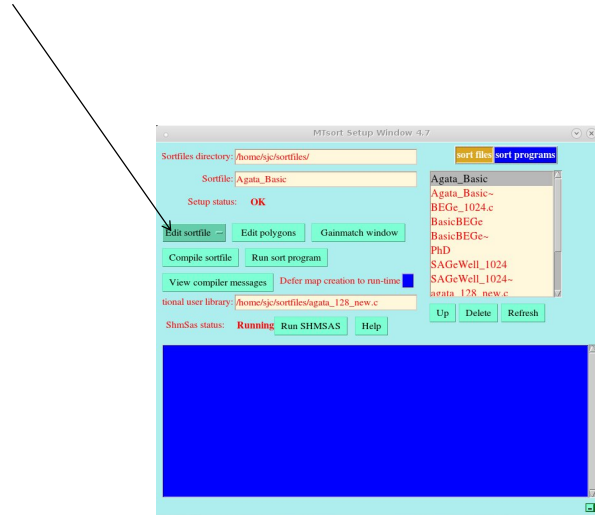 MTsort Setup Window 4.7
Sortfiles directory: /home/sjc/sortfiles/
sort files sort programs
Sortfile: Agata_Basic
Setup status: OK
Edit sortfile Edit polygons Gainmatch window
Compile sortfile Run sort program
View compiler messages Defer map creation to run-time
tional user library: /home/sjc/sortfiles/agata_128_new.c
ShmSas status: Running Run SHMSAS Help
Agata_Basic
Agata_Basic~
BEGe_1024.c
BasicBEGe
BasicBEGe~
PhD
SAGeWell_1024
SAGeWell_1024~
agata_128_new.c
Up Delete Refresh